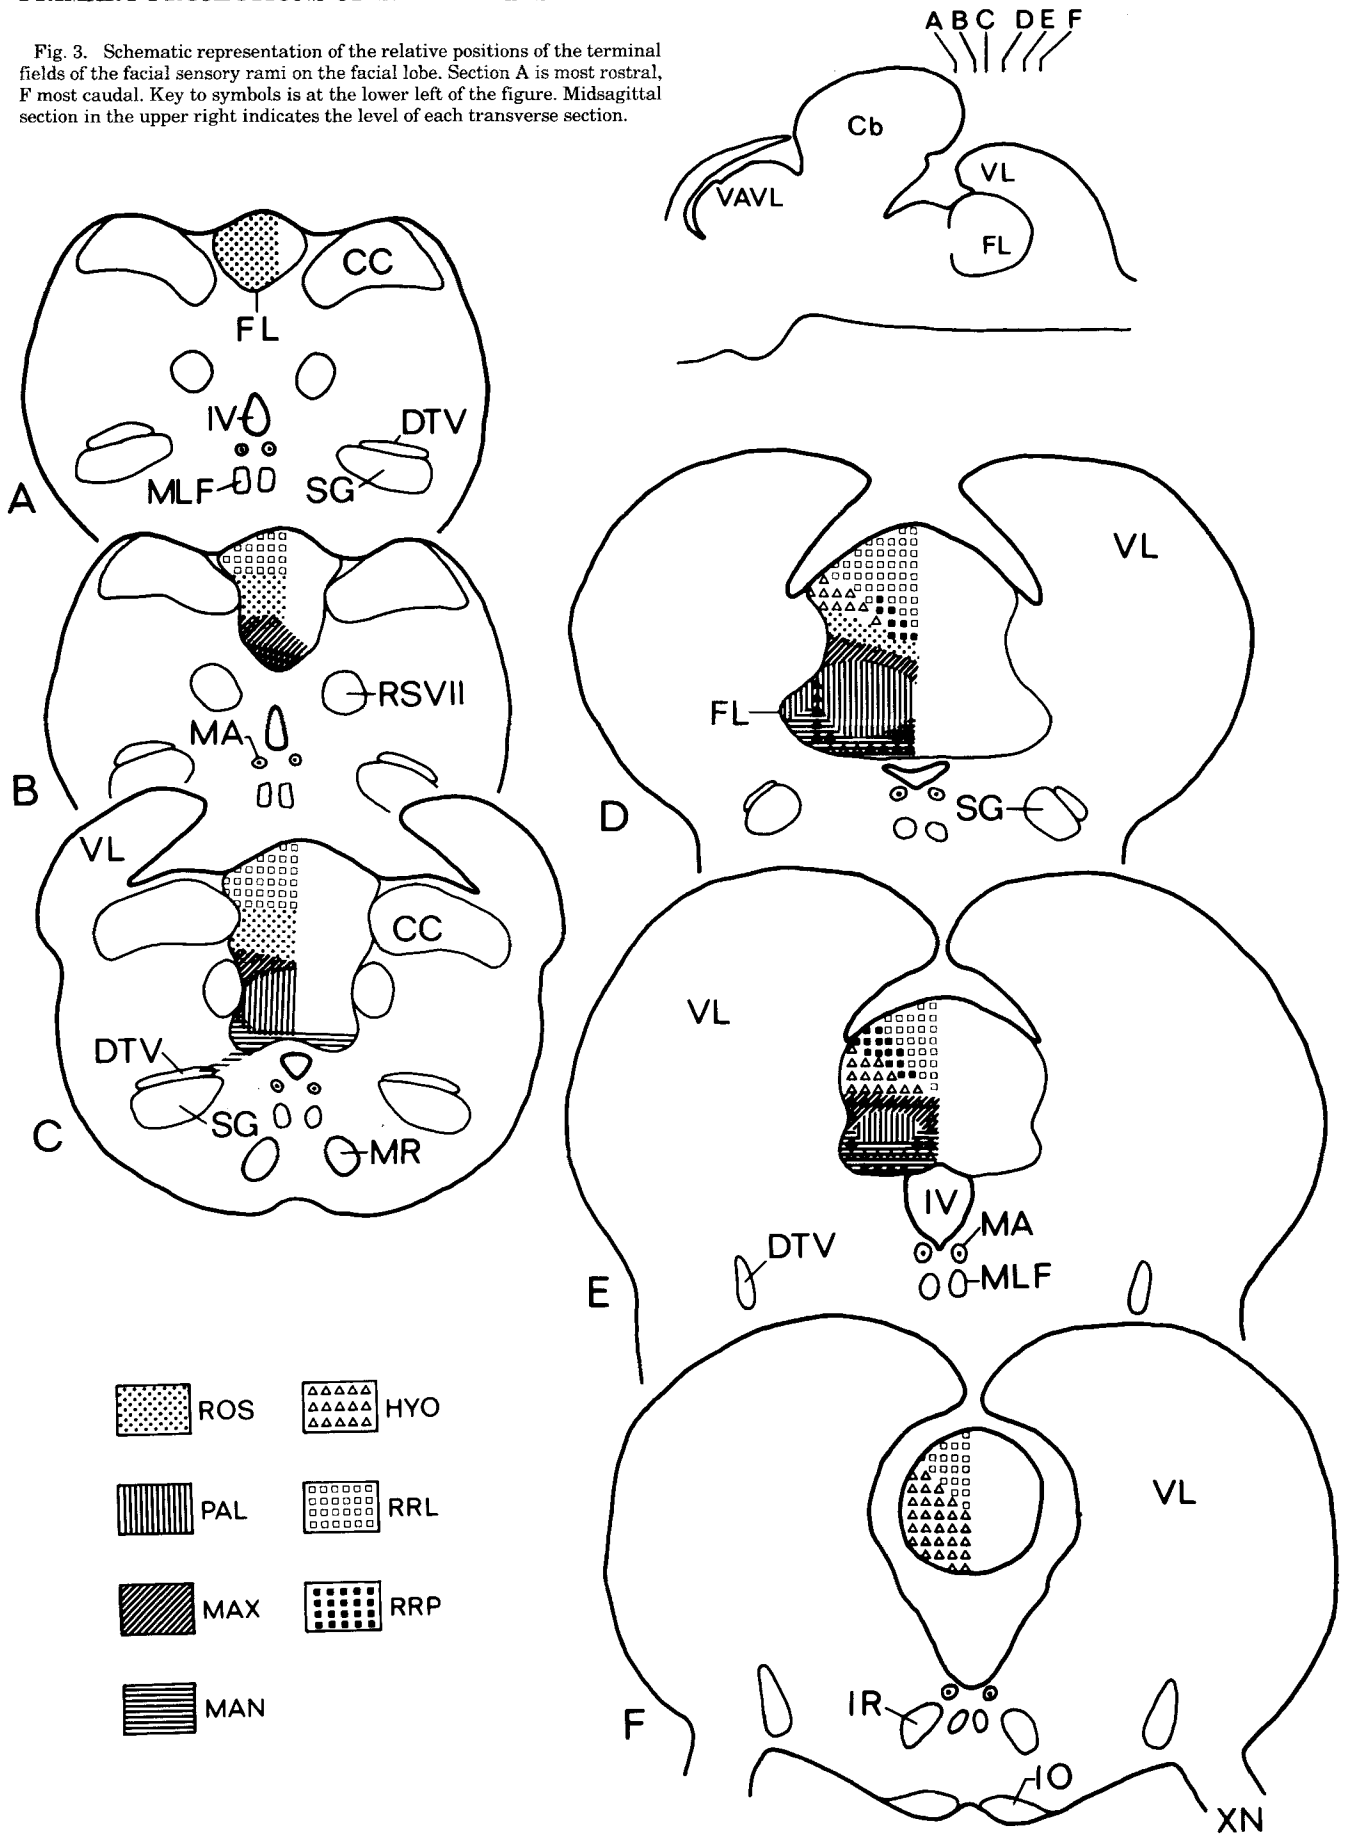 Fig. 3. Schematic representation of the relative positions of the terminal
fields of the facial sensory rami on the facial lobe. Section A is most rostral,
F most caudal. Key to symbols is at the lower left of the figure. Midsagittal
section in the upper right indicates the level of each transverse section.
A B C D E F
Cb
VAVL
VL
FL
CC
FL
IV
DTV
MLF
SG
A
RSVII
MA
B
VL
CC
DTV
SG
MR
C
VL
FL
SG
D
VL
IV
MA
DTV
MLF
E
VL
IR
F
IO
XN
ROS
HYO
PAL
RRL
MAX
RRP
MAN